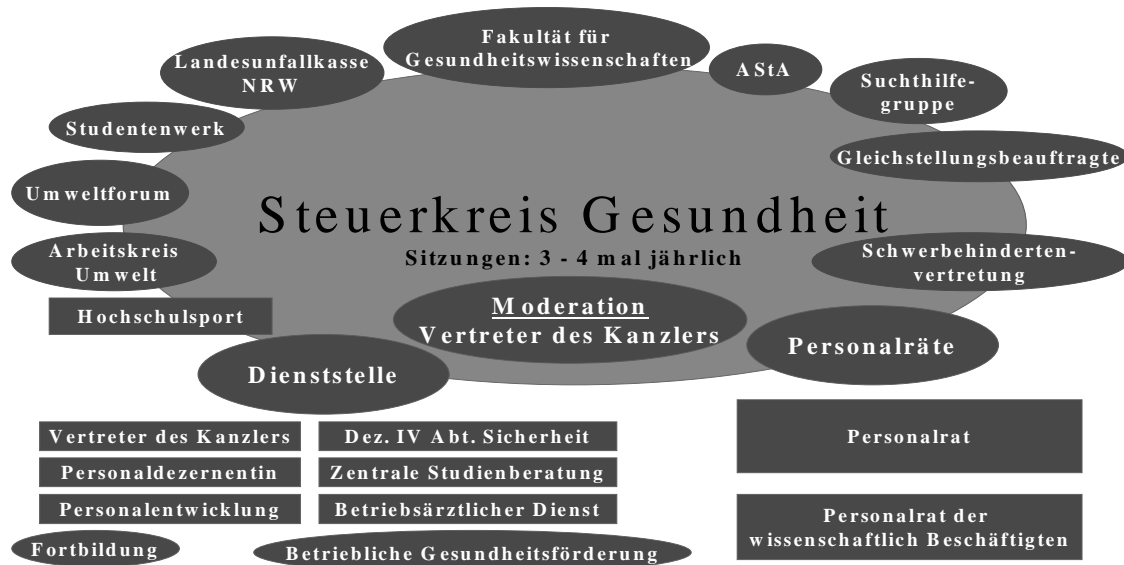 Fakultät für
Gesundheitswissenschaften
Landesunfallkasse
NRW
AStA
Suchthilfe-
gruppe
Studentenwerk
Gleichstellungsbeauftragte
Umweltforum
Steuerkreis Gesundheit
Sitzungen: 3 - 4 mal jährlich
Arbeitskreis
Umwelt
Schwerbehinderten-
vertretung
Hochschulsport
Moderation
Vertreter des Kanzlers
Personalräte
Dienststelle
Vertreter des Kanzlers
Dez. IV Abt. Sicherheit
Personaldezernentin
Zentrale Studienberatung
Personalentwicklung
Betriebsärztlicher Dienst
Fortbildung
Betriebliche Gesundheitsförderung
Personalrat
Personalrat der
wissenschaftlich Beschäftigten